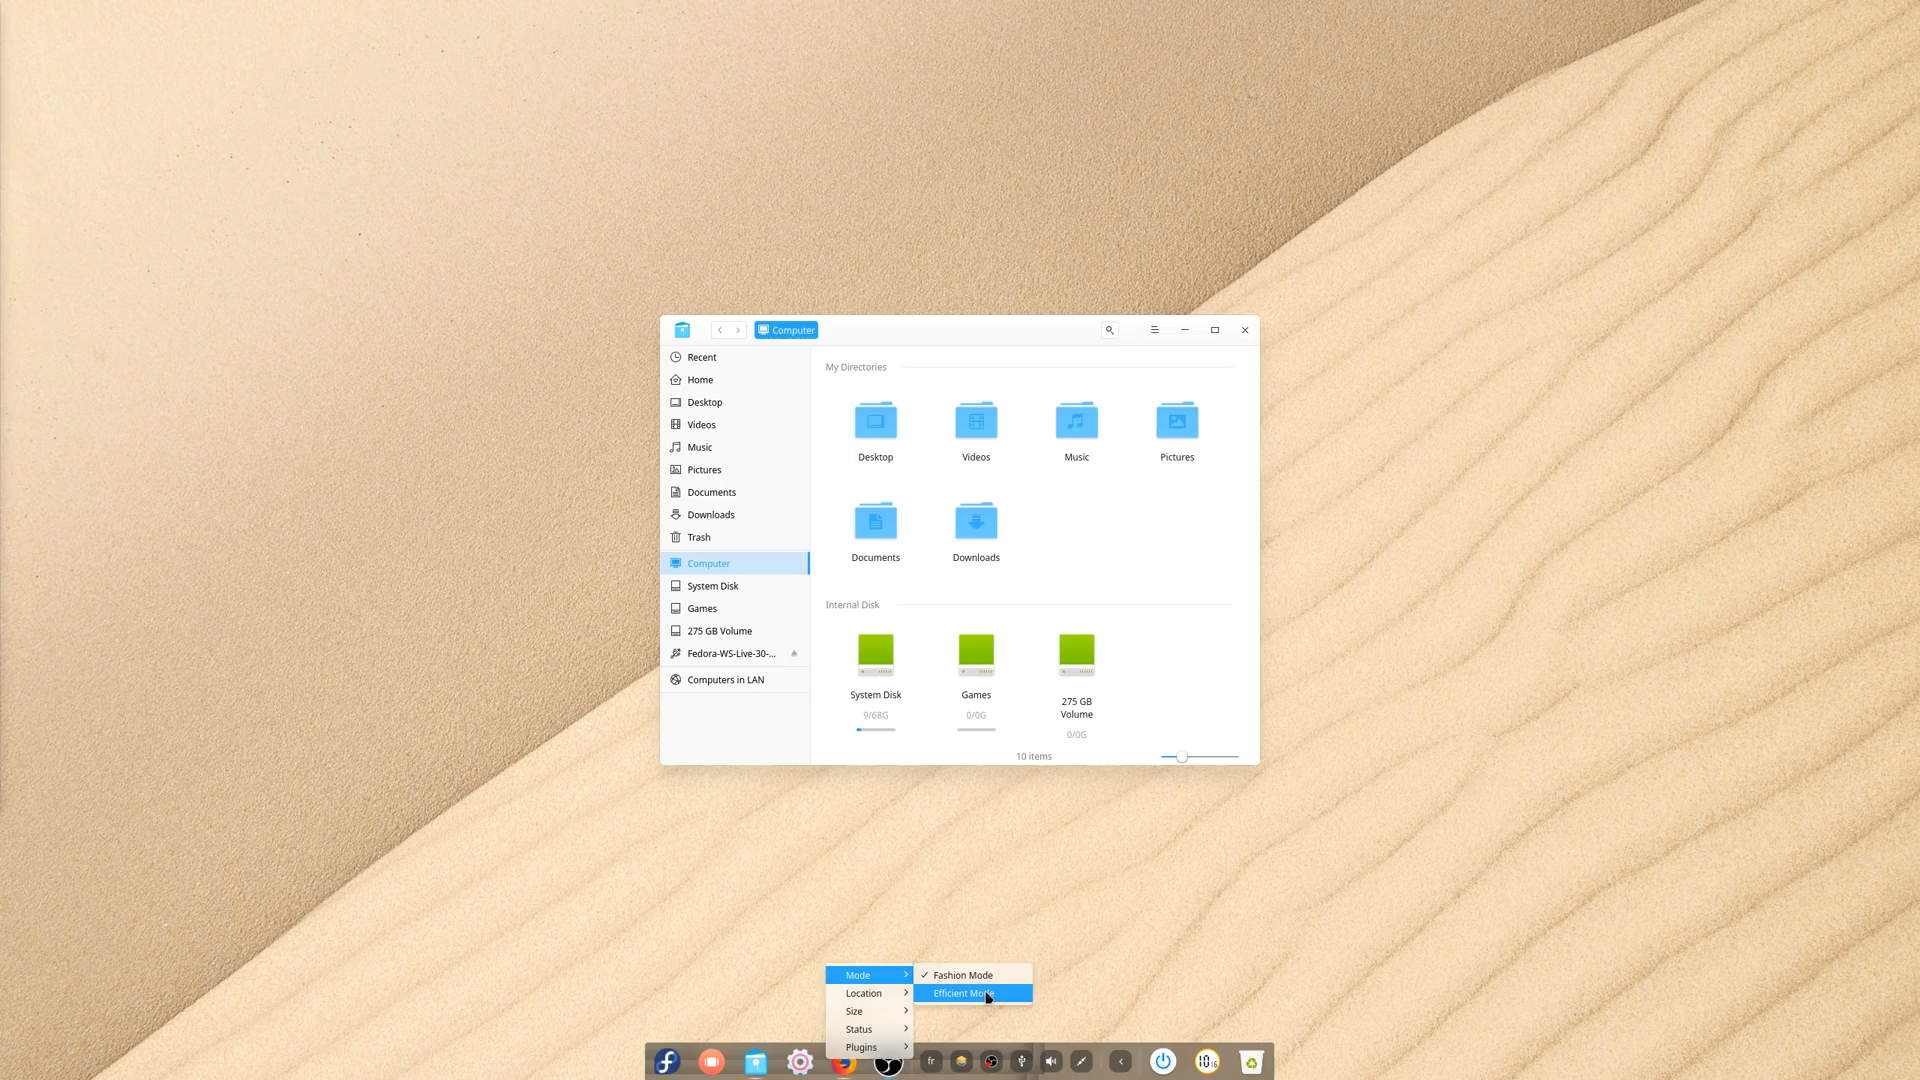 Computer
Recent
Home
Desktop
Videos
Music
Pictures
Documents
Downloads
Trash
Computer
System Disk
Games
275 GB Volume
Fedora-WS-Live-30-...
Computers in LAN
My Directories
Desktop
Videos
Music
Pictures
Documents
Downloads
Internal Disk
System Disk
Games
275 GB
Volume
9/68G
0/0G
0/0G
10 items
Mode
Location
Size
Status
Plugins
Fashion Mode
Efficient Mode
fr
10:16